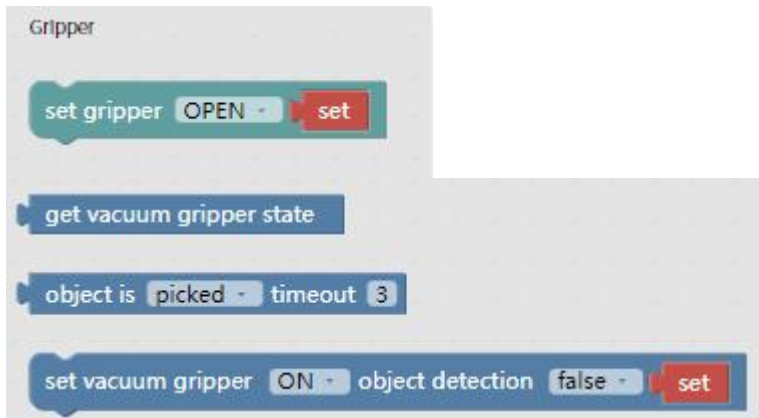 Gripper
set gripper OPEN set
get vacuum gripper state
object is picked timeout 3
set vacuum gripper ON object detection false set